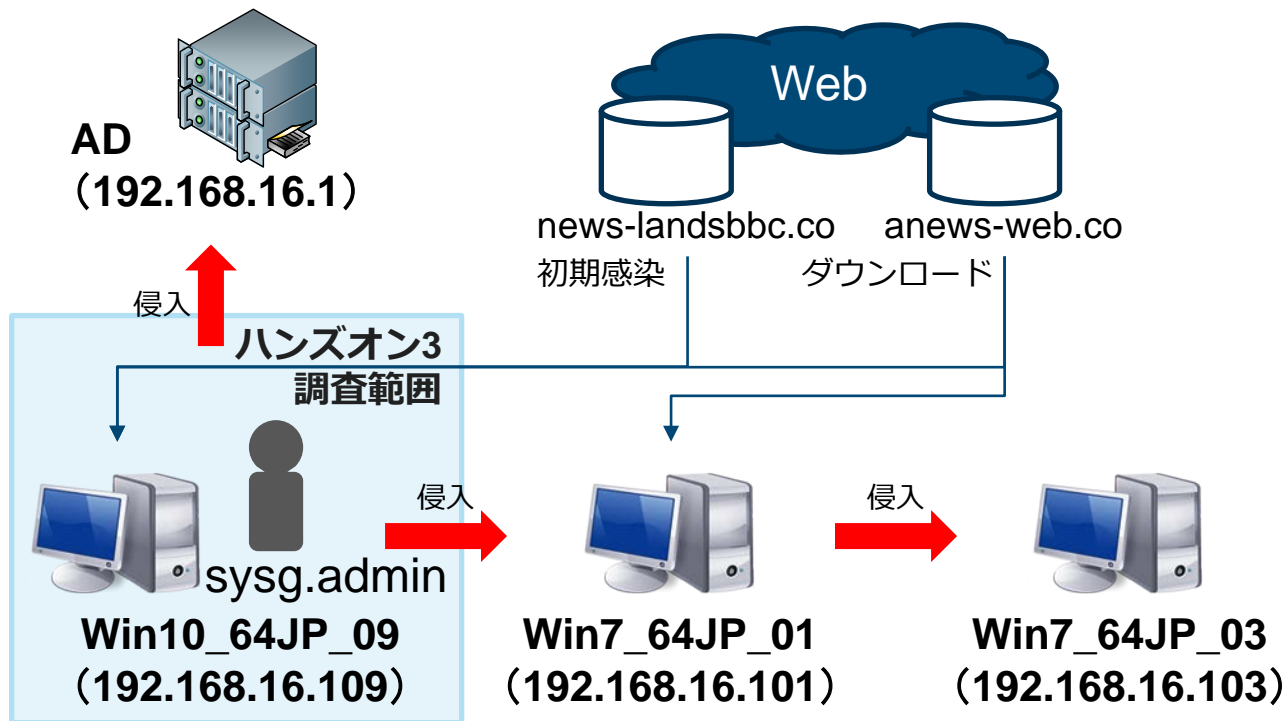 Web
AD
（192.168.16.1）
news-landsbbc.co
anews-web.co
初期感染
ダウンロード
侵入
ハンズオン3
調査範囲
侵入
侵入
sysg.admin
Win10_64JP_09
（192.168.16.109）
Win7_64JP_01
（192.168.16.101）
Win7_64JP_03
（192.168.16.103）